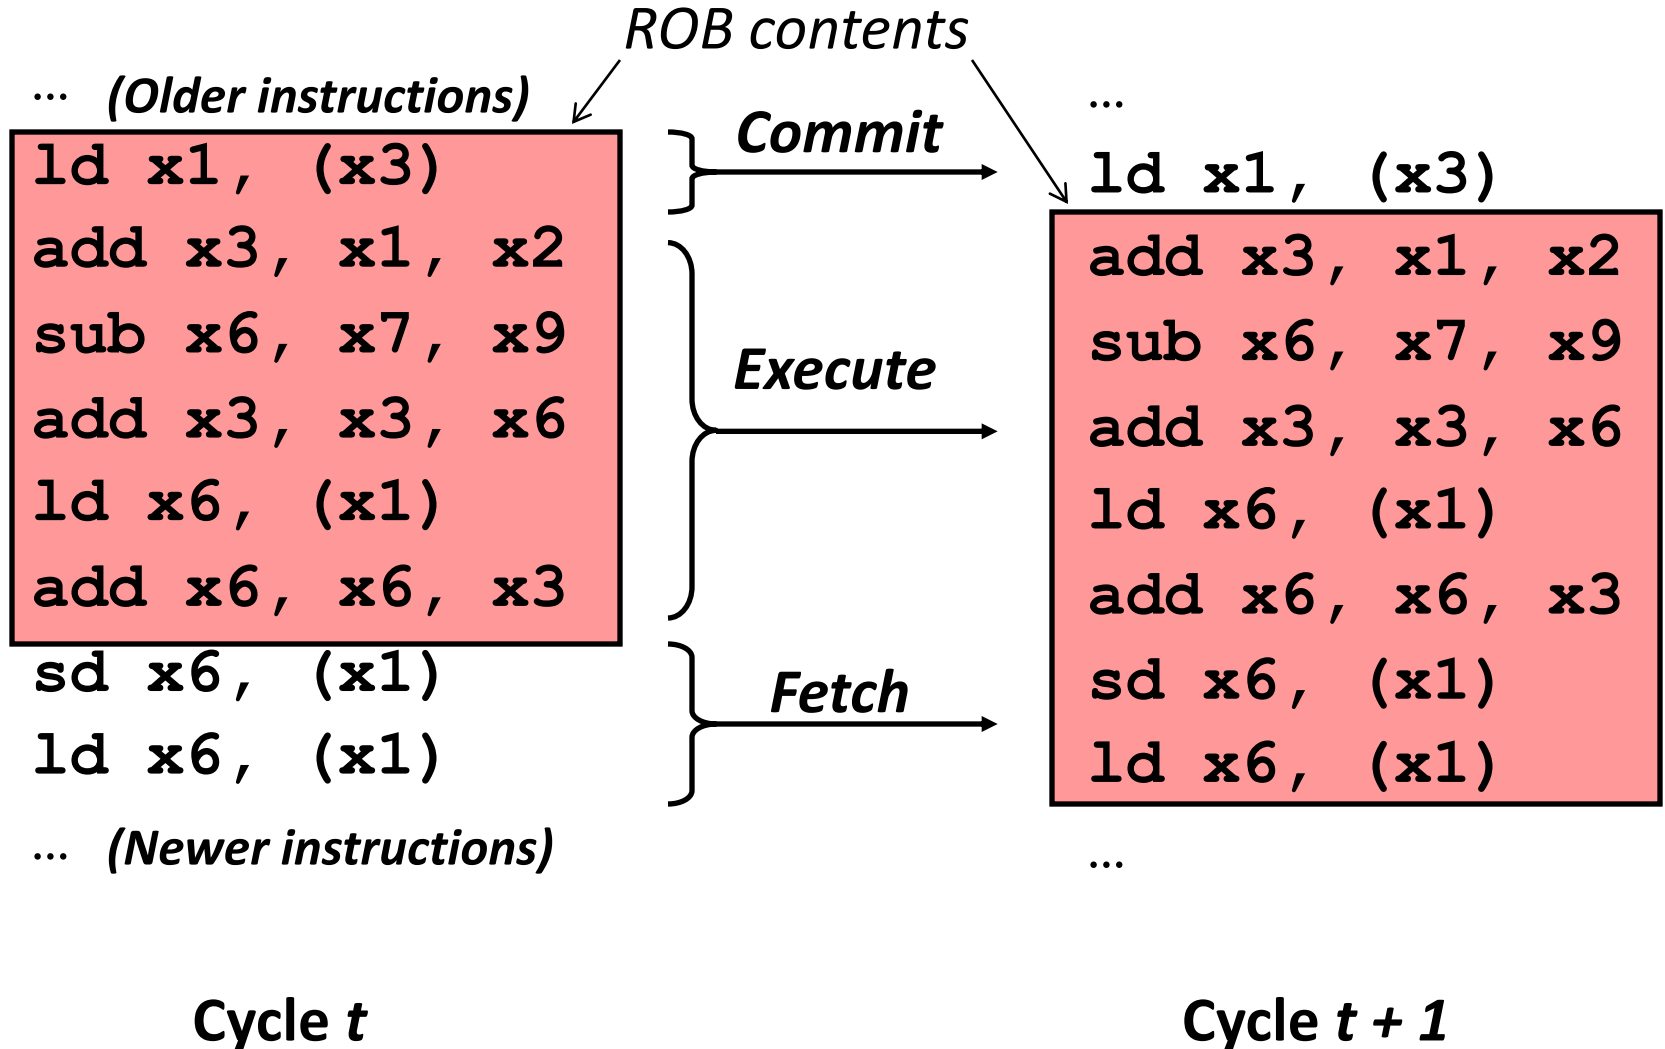 ROB contents
... (Older instructions)
ld x1, (x3)
add x3, x1, x2
sub x6, x7, x9
add x3, x3, x6
ld x6, (x1)
add x6, x6, x3
sd x6, (x1)
ld x6, (x1)
... (Newer instructions)
Cycle t
Commit
Execute
Fetch
...
ld x1, (x3)
add x3, x1, x2
sub x6, x7, x9
add x3, x3, x6
ld x6, (x1)
add x6, x6, x3
sd x6, (x1)
ld x6, (x1)
...
Cycle t + 1